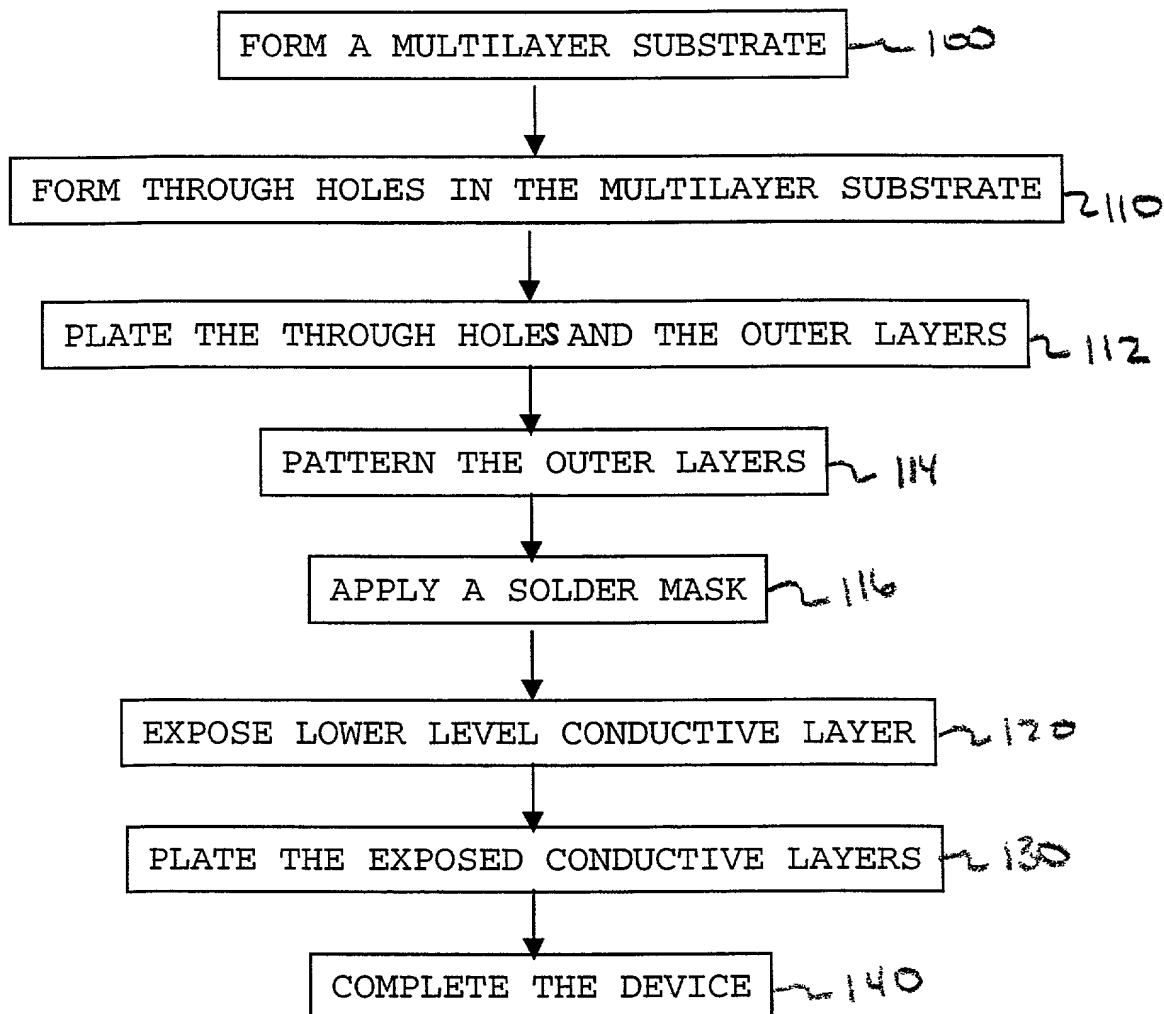 FORM A MULTILAYER SUBSTRATE 100
FORM THROUGH HOLES IN THE MULTILAYER SUBSTRATE 110
PLATE THE THROUGH HOLES AND THE OUTER LAYERS 112
PATTERN THE OUTER LAYERS 114
APPLY A SOLDER MASK 116
EXPOSE LOWER LEVEL CONDUCTIVE LAYER 120
PLATE THE EXPOSED CONDUCTIVE LAYERS 130
COMPLETE THE DEVICE 140